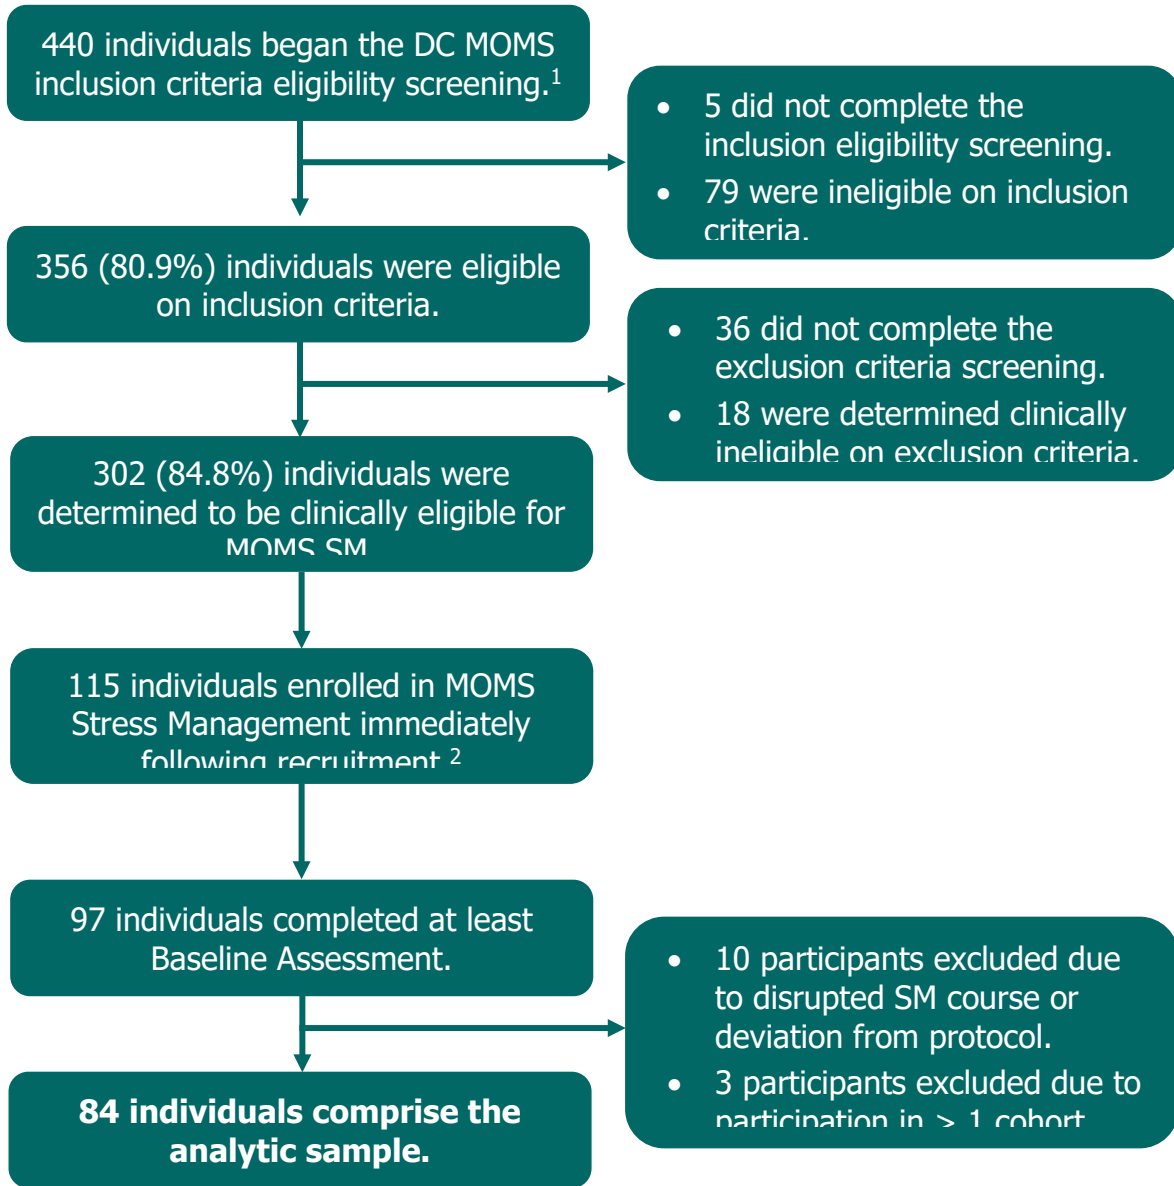 440 individuals began the DC MOMS
inclusion criteria eligibility screening.1
• 5 did not complete the
inclusion eligibility screening.
• 79 were ineligible on inclusion
criteria.
356 (80.9%) individuals were eligible
on inclusion criteria.
• 36 did not complete the
exclusion criteria screening.
• 18 were determined clinically
ineligible on exclusion criteria.
302 (84.8%) individuals were
determined to be clinically eligible for
MOMS SM
115 individuals enrolled in MOMS
Stress Management immediately
following recruitment 2
97 individuals completed at least
Baseline Assessment.
• 10 participants excluded due
to disrupted SM course or
deviation from protocol.
• 3 participants excluded due to
participation in > 1 cohort
84 individuals comprise the
analytic sample.